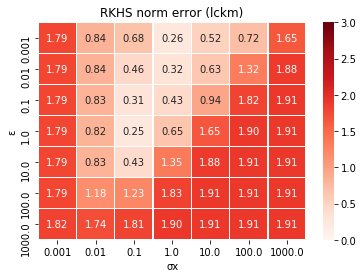 RKHS norm error (lckm)
0.001 1.79 0.84 0.68 0.26 0.52 0.72 1.65
0.01 1.79 0.84 0.46 0.32 0.63 1.32 1.88
0.1 1.79 0.83 0.31 0.43 0.94 1.82 1.91
1.0 1.79 0.82 0.25 0.65 1.65 1.90 1.91
10.0 1.79 0.83 0.43 1.35 1.88 1.91 1.91
100.0 1.79 1.18 1.23 1.83 1.91 1.91 1.91
1000.0 1.82 1.74 1.81 1.90 1.91 1.91 1.91
0.001 0.01 0.1 1.0 10.0 100.0 1000.0
σx
ε
3.0
2.5
2.0
1.5
1.0
0.5
0.0